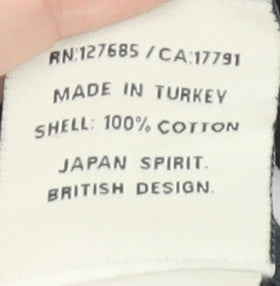 RN:127685 / CA:17791
MADE IN TURKEY
SHELL: 100% COTTON
JAPAN SPIRIT.
BRITISH DESIGN.